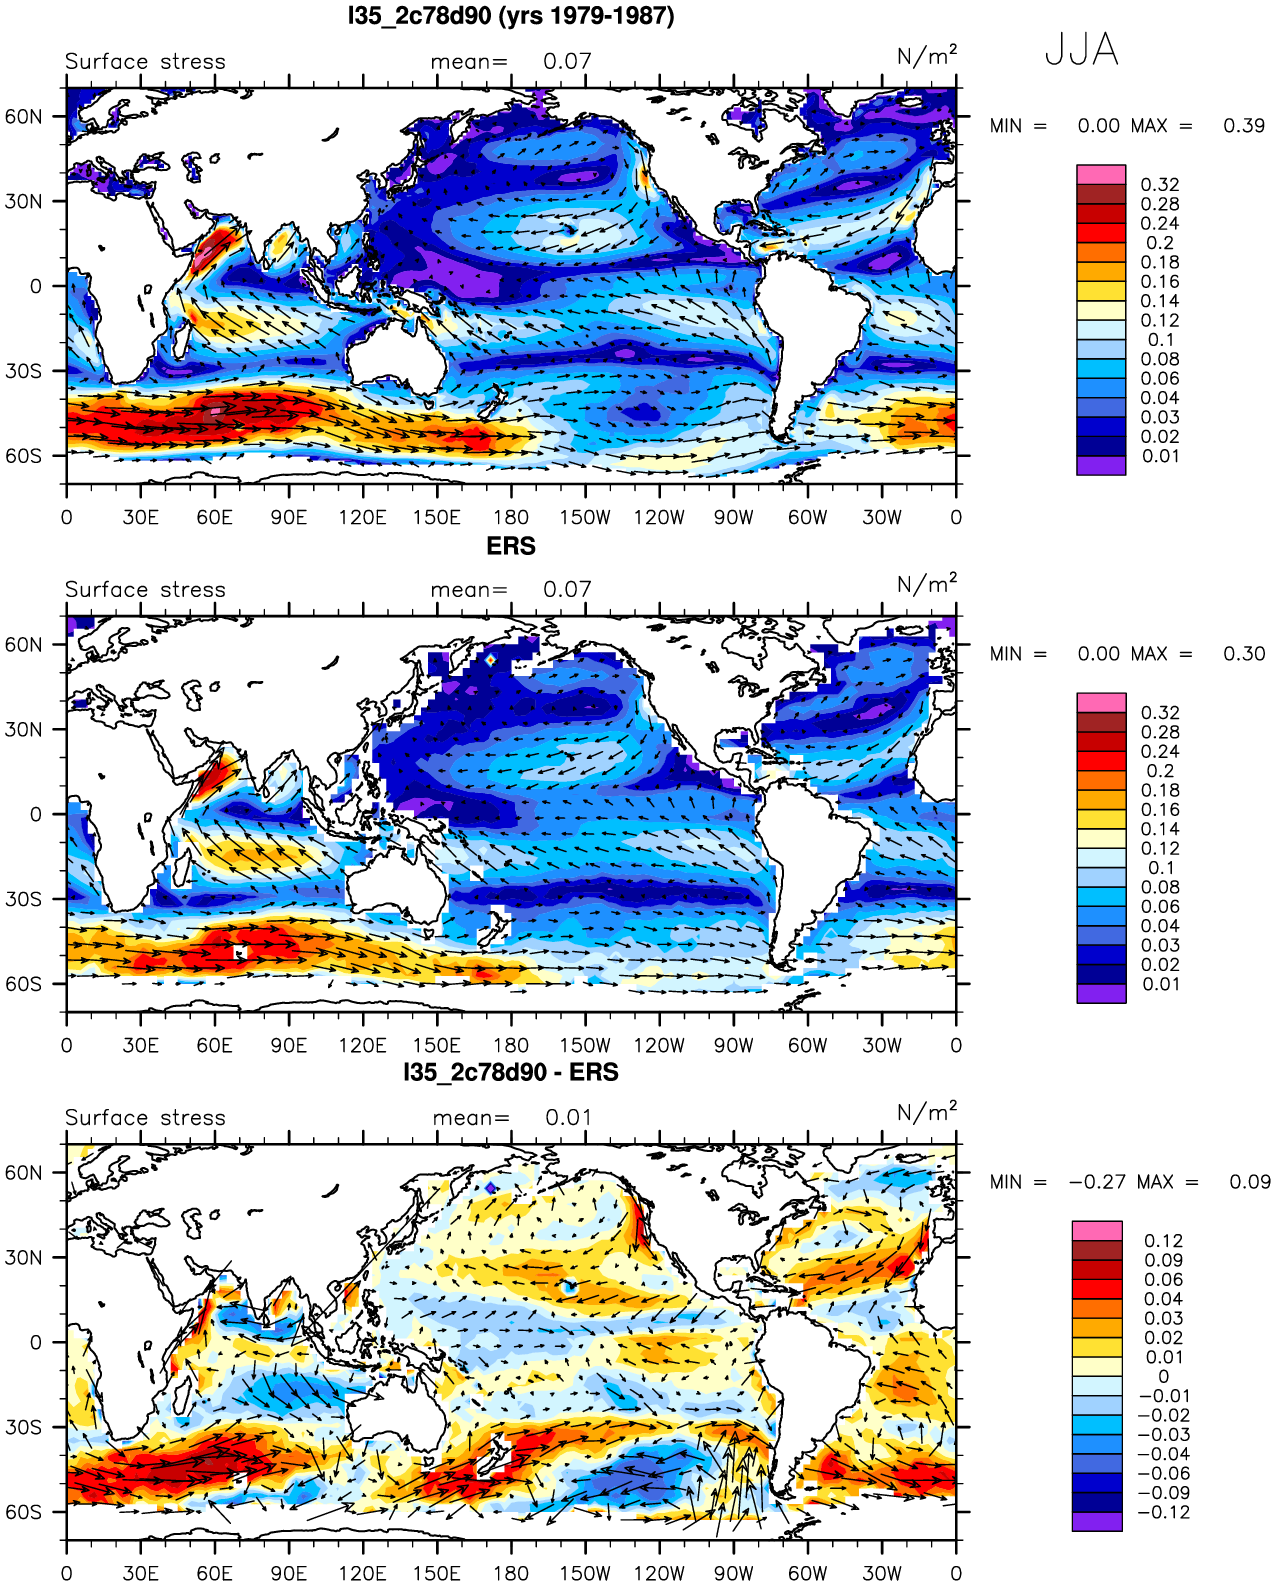 I35_2c78d90 (yrs 1979-1987)
JJA
Surface stress mean= 0.07 N/m²
MIN = 0.00 MAX = 0.39
60N
30N
0
30S
60S
0 30E 60E 90E 120E 150E 180 150W 120W 90W 60W 30W 0
0.32
0.28
0.24
0.2
0.18
0.16
0.14
0.12
0.1
0.08
0.06
0.04
0.03
0.02
0.01
ERS
Surface stress mean= 0.07 N/m²
MIN = 0.00 MAX = 0.30
60N
30N
0
30S
60S
0 30E 60E 90E 120E 150E 180 150W 120W 90W 60W 30W 0
0.32
0.28
0.24
0.2
0.18
0.16
0.14
0.12
0.1
0.08
0.06
0.04
0.03
0.02
0.01
I35_2c78d90 - ERS
Surface stress mean= 0.01 N/m²
MIN = −0.27 MAX = 0.09
60N
30N
0
30S
60S
0 30E 60E 90E 120E 150E 180 150W 120W 90W 60W 30W 0
0.12
0.09
0.06
0.04
0.03
0.02
0.01
0
−0.01
−0.02
−0.03
−0.04
−0.06
−0.09
−0.12